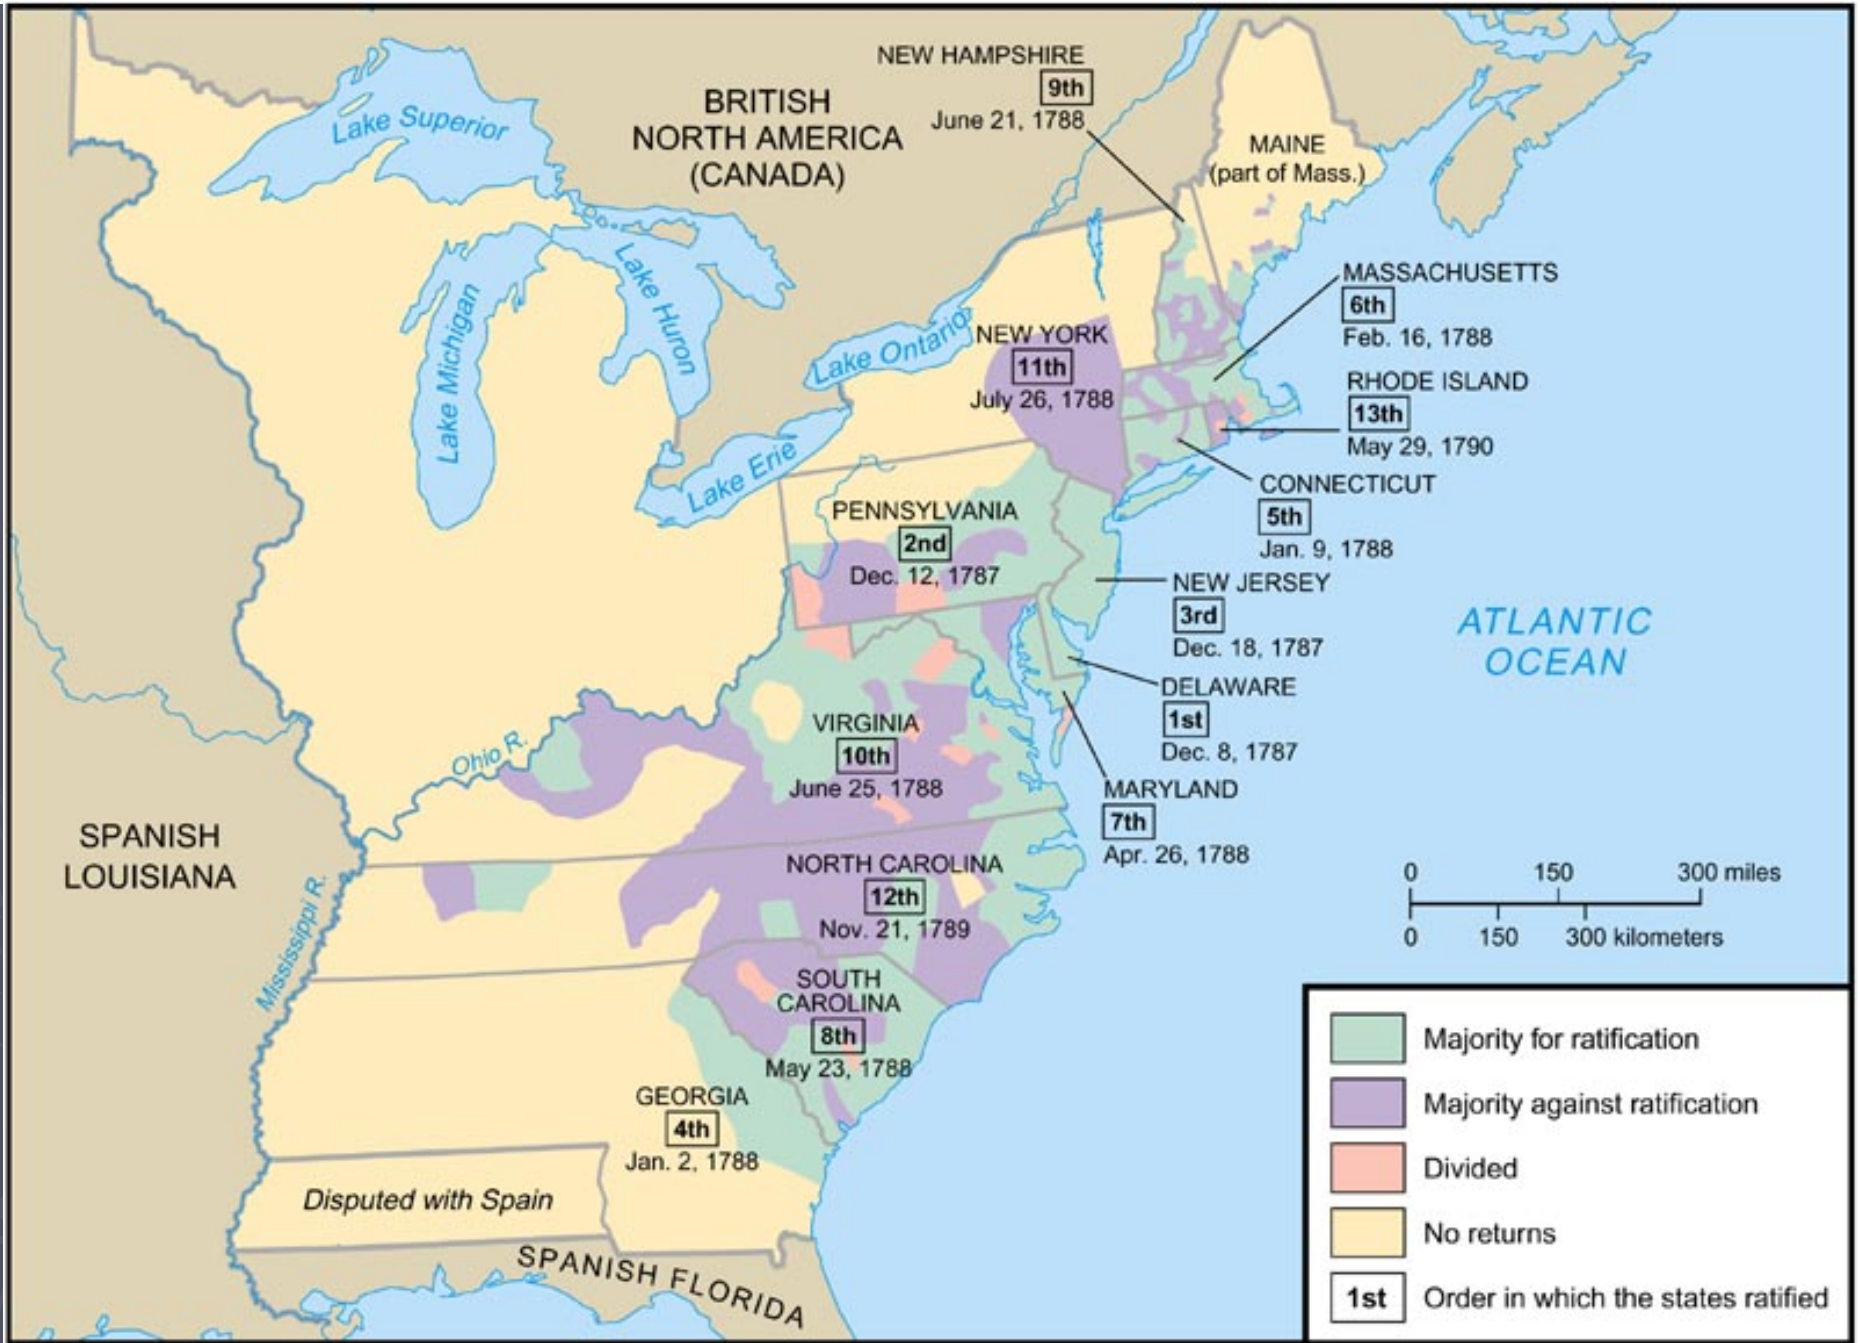 NEW HAMPSHIRE
9th
June 21, 1788
BRITISH
NORTH AMERICA
(CANADA)
Lake Superior
MAINE
(part of Mass.)
Lake Michigan
Lake Huron
Lake Ontario
Lake Erie
MASSACHUSETTS
6th
Feb. 16, 1788
NEW YORK
11th
July 26, 1788
RHODE ISLAND
13th
May 29, 1790
CONNECTICUT
5th
Jan. 9, 1788
PENNSYLVANIA
2nd
Dec. 12, 1787
NEW JERSEY
3rd
Dec. 18, 1787
ATLANTIC
OCEAN
DELAWARE
1st
Dec. 8, 1787
VIRGINIA
10th
June 25, 1788
Ohio R.
MARYLAND
7th
Apr. 26, 1788
SPANISH
LOUISIANA
Mississippi R.
NORTH CAROLINA
12th
Nov. 21, 1789
0 150 300 miles
0 150 300 kilometers
SOUTH
CAROLINA
8th
May 23, 1788
GEORGIA
4th
Jan. 2, 1788
Disputed with Spain
SPANISH FLORIDA
Majority for ratification
Majority against ratification
Divided
No returns
1st Order in which the states ratified